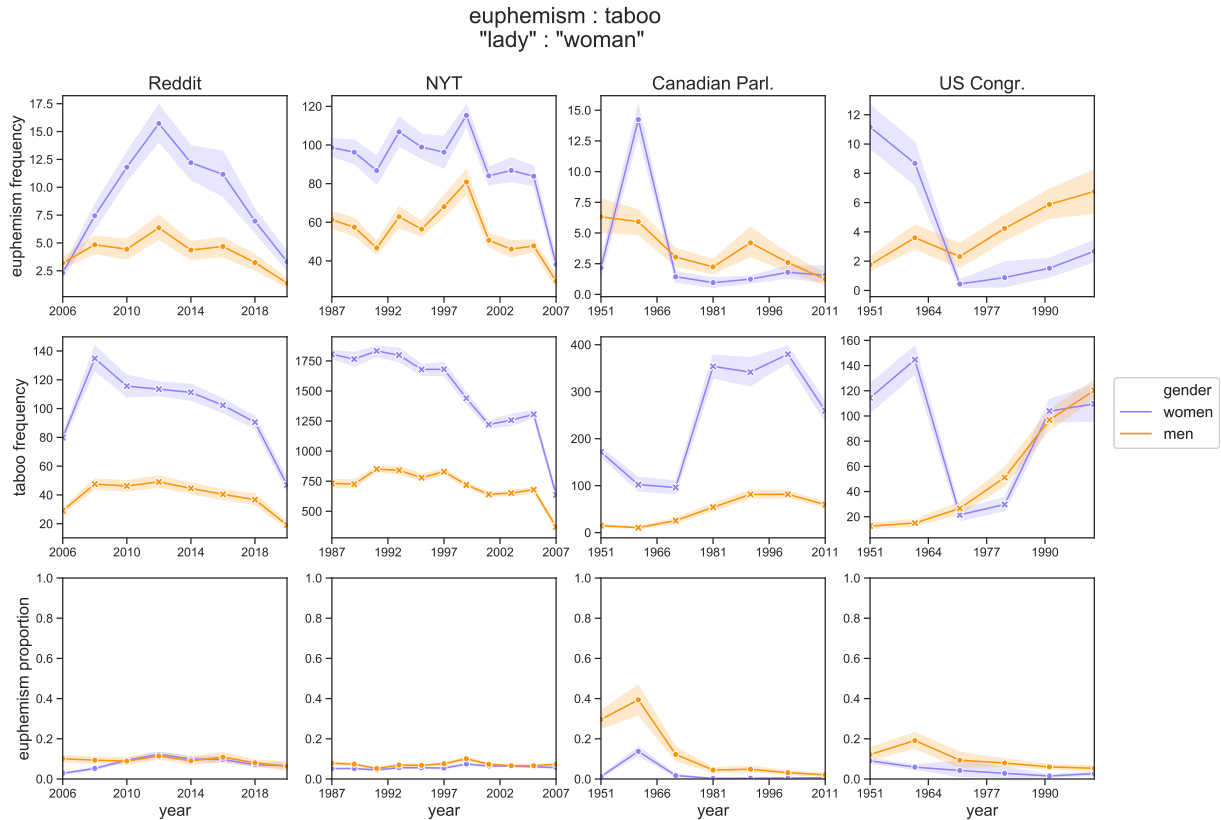 euphemism : taboo
"lady" : "woman"
Reddit
NYT
Canadian Parl.
US Congr.
euphemism frequency
17.5
15.0
12.5
10.0
7.5
5.0
2.5
2006 2010 2014 2018
120
100
80
60
40
1987 1992 1997 2002 2007
15.0
12.5
10.0
7.5
5.0
2.5
0.0
1951 1966 1981 1996 2011
12
10
8
6
4
2
0
1951 1964 1977 1990
taboo frequency
140
120
100
80
60
40
20
2006 2010 2014 2018
1750
1500
1250
1000
750
500
1987 1992 1997 2002 2007
400
300
200
100
0
1951 1966 1981 1996 2011
160
140
120
100
80
60
40
20
1951 1964 1977 1990
gender
women
men
euphemism proportion
1.0
0.8
0.6
0.4
0.2
0.0
2006 2010 2014 2018
year
1.0
0.8
0.6
0.4
0.2
0.0
1987 1992 1997 2002 2007
year
1.0
0.8
0.6
0.4
0.2
0.0
1951 1966 1981 1996 2011
year
1.0
0.8
0.6
0.4
0.2
0.0
1951 1964 1977 1990
year